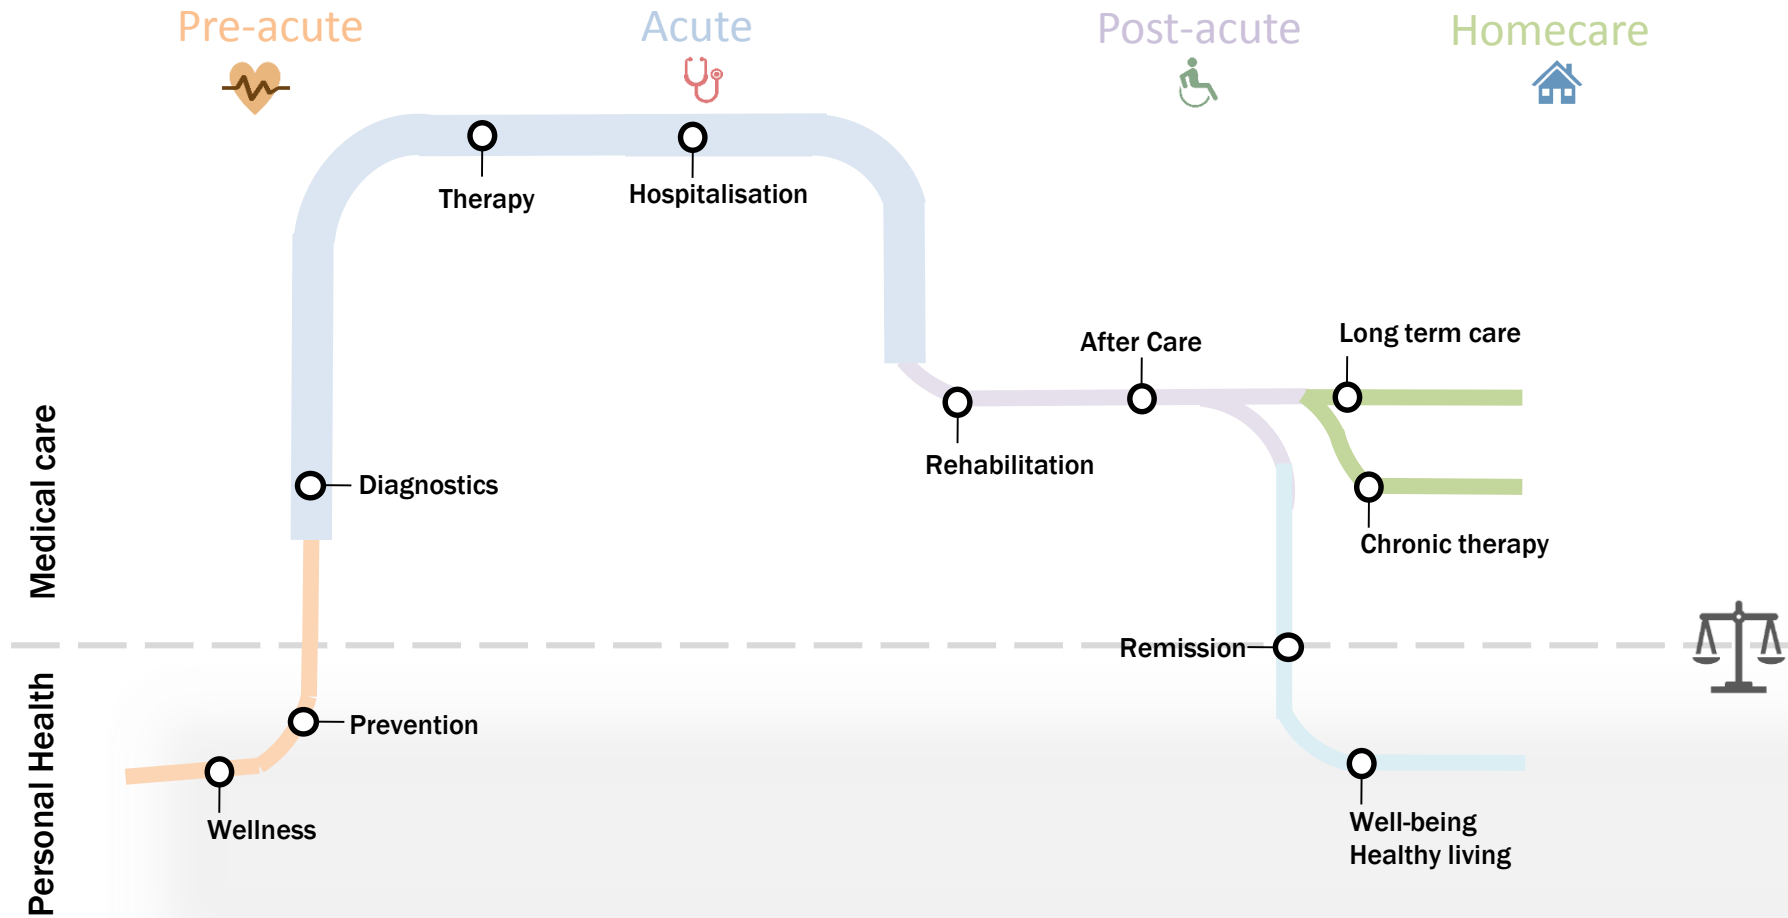 Pre-acute
Acute
Post-acute
Homecare
Therapy
Hospitalisation
After Care
Long term care
Rehabilitation
Diagnostics
Chronic therapy
Medical care
Remission
Prevention
Wellness
Well-being
Healthy living
Personal Health